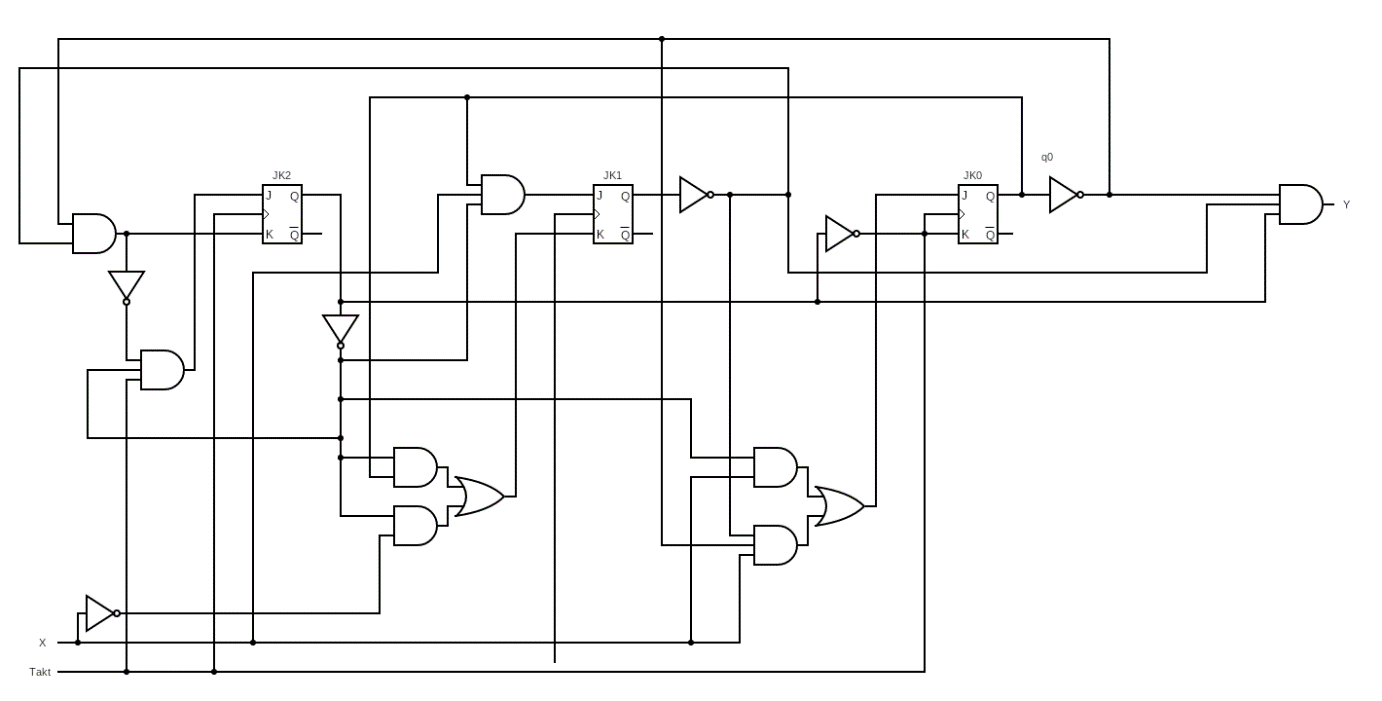 q0
JK2
JK1
JK0
J Q
K Q̅
J Q
K Q̅
J Q
K Q̅
Y
X
Takt